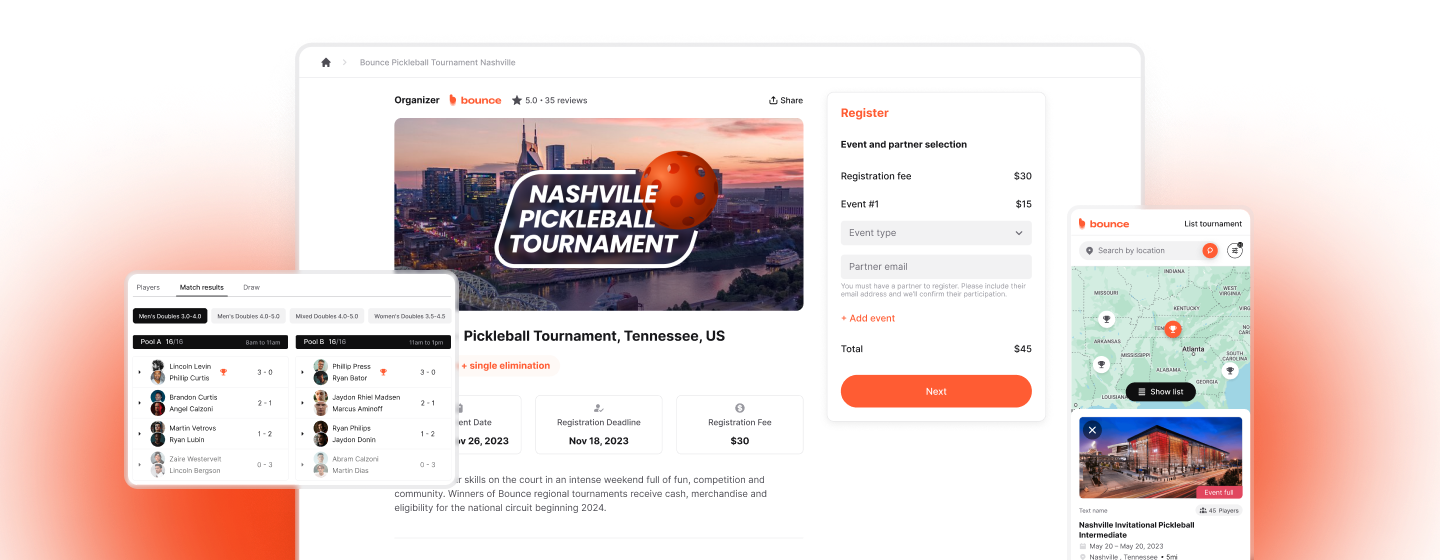 Bounce Pickleball Tournament Nashville
Organizer bounce 5.0 • 35 reviews
Share
NASHVILLE
PICKLEBALL
TOURNAMENT
Pickleball Tournament, Tennessee, US
+ single elimination
Date
26, 2023
Registration Deadline
Nov 18, 2023
Registration Fee
$30
skills on the court in an intense weekend full of fun, competition and
community. Winners of Bounce regional tournaments receive cash, merchandise and
eligibility for the national circuit beginning 2024.
Register
Event and partner selection
Registration fee $30
Event #1 $15
Event type
Partner email
You must have a partner to register. Please include their
email address and we'll confirm their participation.
+ Add event
Total $45
Next
Players Match results Draw
Men's Doubles 3.0-4.0 Men's Doubles 4.0-5.0 Mixed Doubles 4.0-5.0 Women's Doubles 3.5-4.5
Pool A 16/16 8am to 11am
Lincoln Levin
Phillip Curtis
3 - 0
Brandon Curtis
Angel Calzoni
2 - 1
Martin Vetrovs
Ryan Lubin
1 - 2
Zaire Westervelt
Lincoln Bergson
0 - 3
Pool B 16/16 11am to 1pm
Phillip Press
Ryan Bator
3 - 0
Jaydon Rhiel Madsen
Marcus Aminoff
2 - 1
Ryan Philips
Jaydon Donin
1 - 2
Abram Calzoni
Martin Dias
0 - 3
bounce List tournament
Search by location
INDIANA
MISSOURI
WEST
VIRGINIA
KENTUCKY
ARKANSAS
MISSISSIPPI
Atlanta
SOUTH
CAROLINA
ALABAMA
GEORGIA
Show list
Event full
Text name
45 Players
Nashville Invitational Pickleball
Intermediate
May 20 – May 20, 2023
Nashville , Tennessee • 5mi